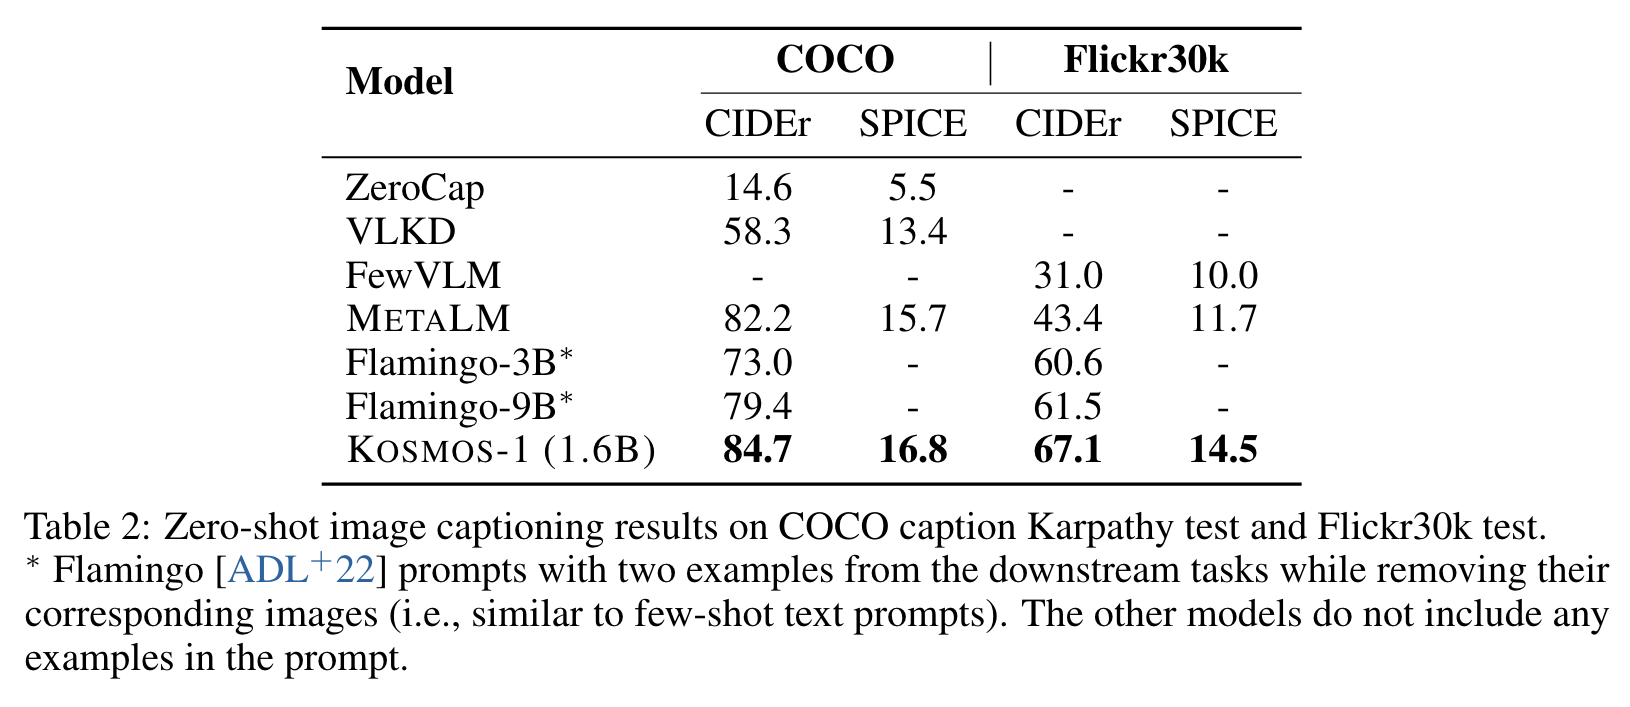 Model COCO Flickr30k
CIDEr SPICE CIDEr SPICE
ZeroCap 14.6 5.5 - -
VLKD 58.3 13.4 - -
FewVLM - - 31.0 10.0
METALM 82.2 15.7 43.4 11.7
Flamingo-3B* 73.0 - 60.6 -
Flamingo-9B* 79.4 - 61.5 -
KOSMOS-1 (1.6B) 84.7 16.8 67.1 14.5
Table 2: Zero-shot image captioning results on COCO caption Karpathy test and Flickr30k test.
* Flamingo [ADL+22] prompts with two examples from the downstream tasks while removing their
corresponding images (i.e., similar to few-shot text prompts). The other models do not include any
examples in the prompt.